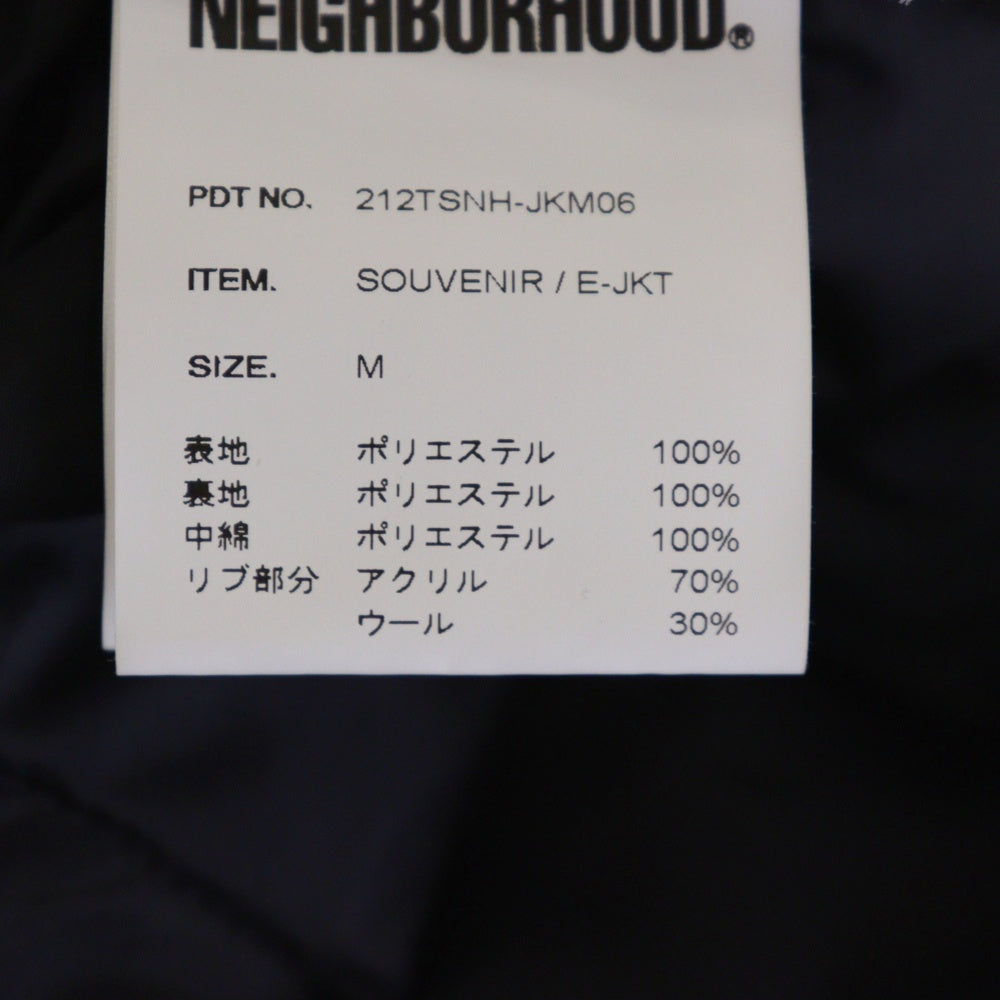 NEIGHBORHOOD®
PDT NO. 212TSNH-JKM06
ITEM. SOUVENIR / E-JKT
SIZE. M
表地 ポリエステル 100%
裏地 ポリエステル 100%
中綿 ポリエステル 100%
リブ部分 アクリル 70%
ウール 30%